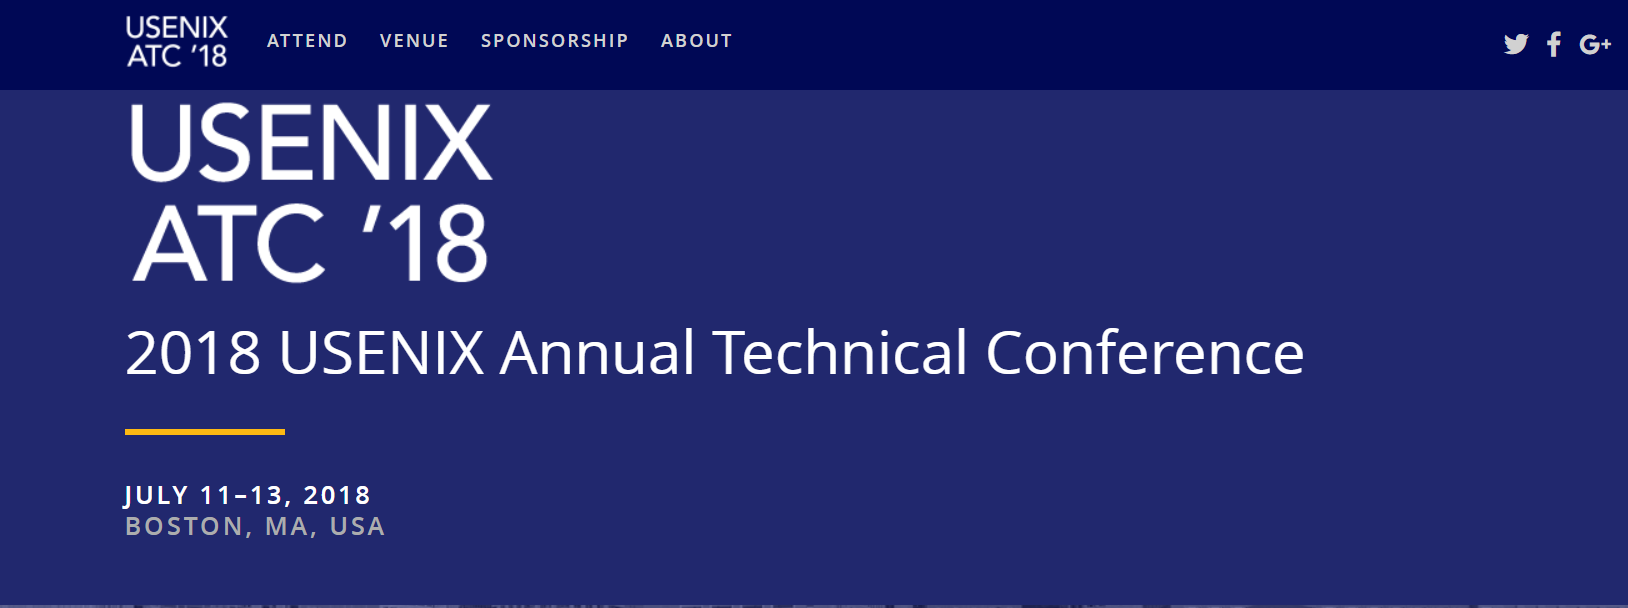 USENIX
ATC ’18
ATTEND VENUE SPONSORSHIP ABOUT
G+
USENIX
ATC ’18
2018 USENIX Annual Technical Conference
JULY 11–13, 2018
BOSTON, MA, USA